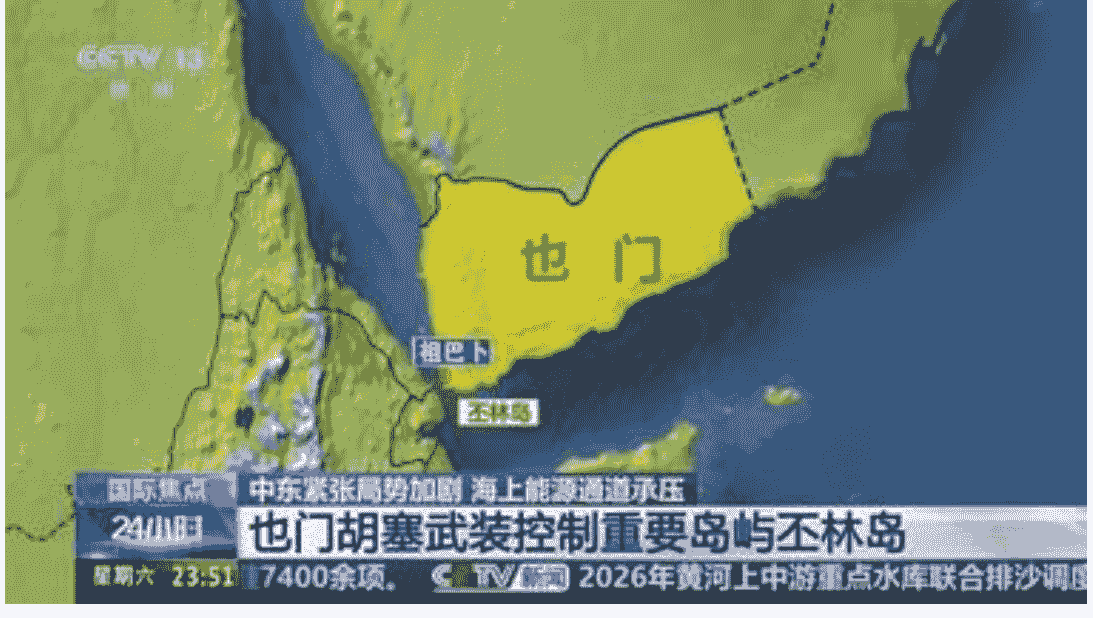 CCTV-13
新闻
也门
祖巴卜
丕林岛
国际焦点
中东紧张局势加剧 海上能源通道承压
24小时
也门胡塞武装控制重要岛屿丕林岛
星期六 23:51
7400余项。 CCTV新闻 2026年黄河上中游重点水库联合排沙调度